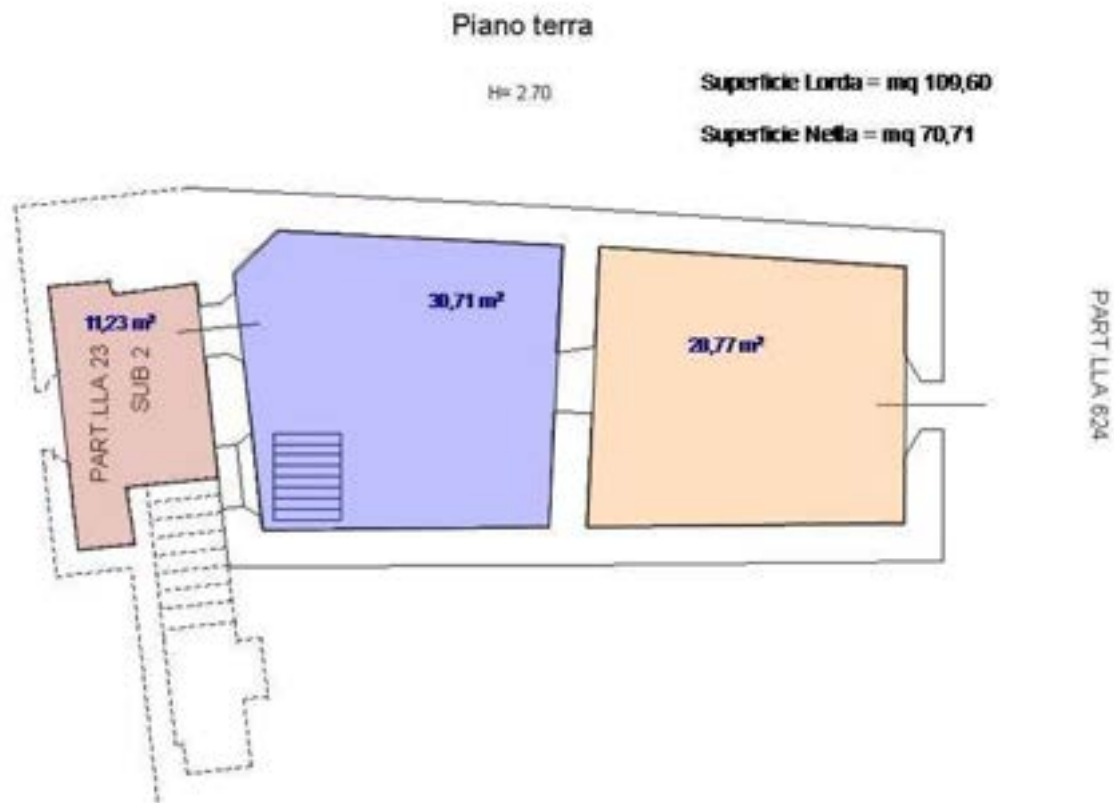 Piano terra
H= 2.70
Superficie Lorda = mq 109,60
Superficie Netta = mq 70,71
11,23 m²
30,71 m²
28,77 m²
PART.LLA 23
SUB 2
PART.LLA 624